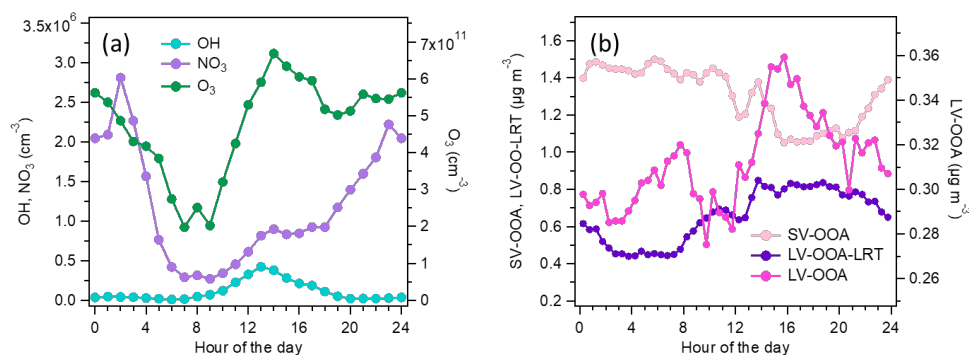 (a)
3.5x10⁶
3.0
2.5
2.0
1.5
1.0
0.5
0.0
OH, NO₃ (cm⁻³)
OH
NO₃
O₃
7x10¹¹
6
5
4
3
2
1
0
O₃ (cm⁻³)
0 4 8 12 16 20 24
Hour of the day
(b)
1.6
1.4
1.2
1.0
0.8
0.6
0.4
0.2
SV-OOA, LV-OO-LRT (µg m⁻³)
0.36
0.34
0.32
0.30
0.28
0.26
LV-OOA (µg m⁻³)
SV-OOA
LV-OOA-LRT
LV-OOA
0 4 8 12 16 20 24
Hour of the day